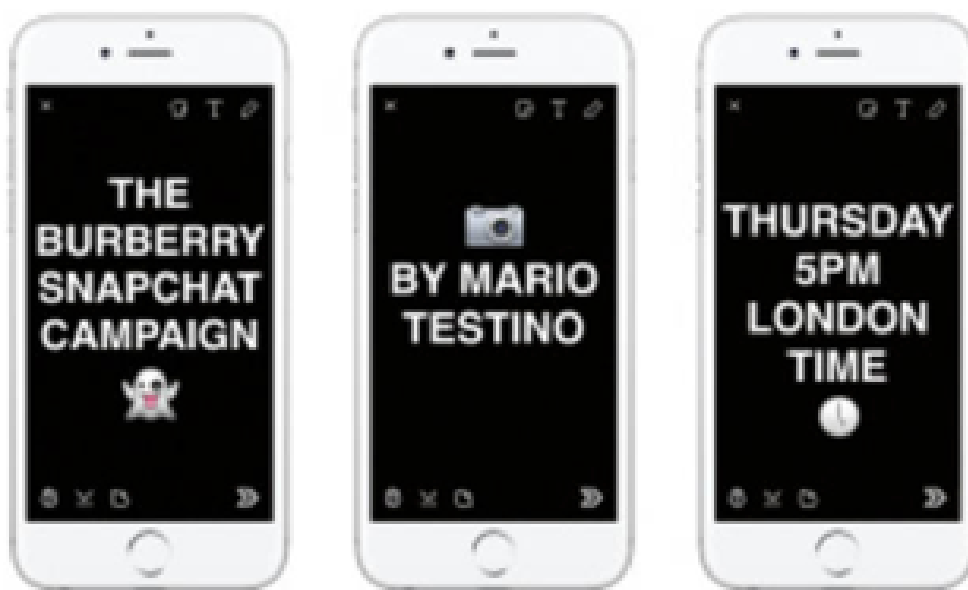 THE
BURBERRY
SNAPCHAT
CAMPAIGN
BY MARIO
TESTINO
THURSDAY
5PM
LONDON
TIME